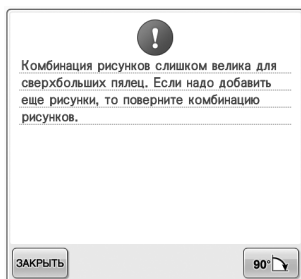 Комбинация рисунков слишком велика для
сверхбольших пялец. Если надо добавить
еще рисунки, то поверните комбинацию
рисунков.
ЗАКРЫТЬ
90°